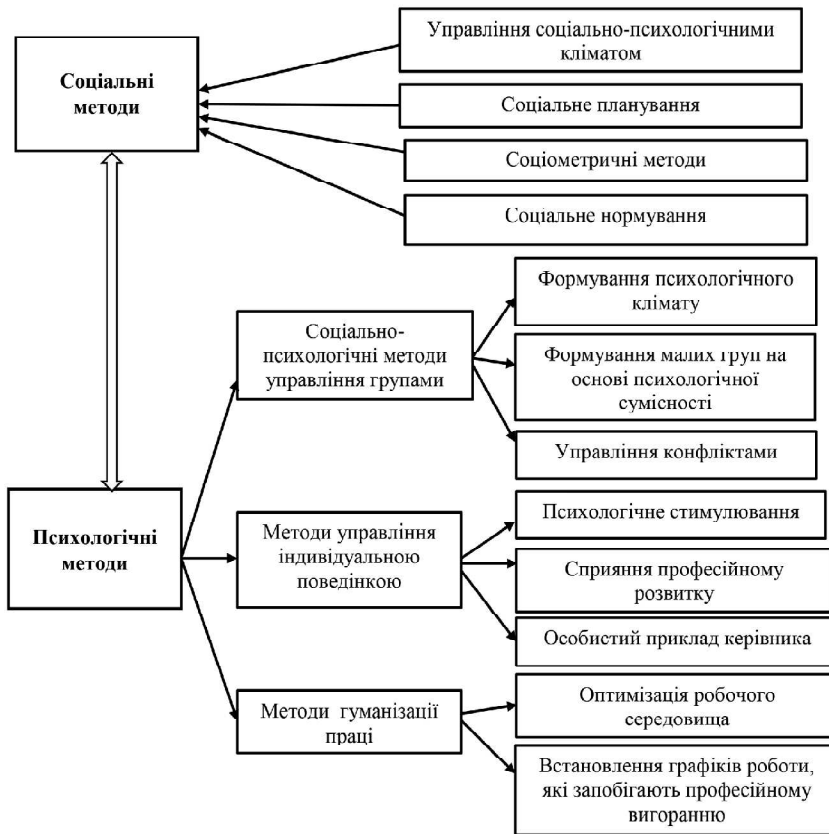 Соціальні
методи
Управління соціально-психологічними
кліматом
Соціальне планування
Соціометричні методи
Соціальне нормування
Психологічні
методи
Соціально-
психологічні методи
управління групами
Формування психологічного
клімату
Формування малих груп на
основі психологічної
сумісності
Управління конфліктами
Методи управління
індивідуальною
поведінкою
Психологічне стимулювання
Сприяння професійному
розвитку
Особистий приклад керівника
Методи гуманізації
праці
Оптимізація робочого
середовища
Встановлення графіків роботи,
які запобігають професійному
вигоранню